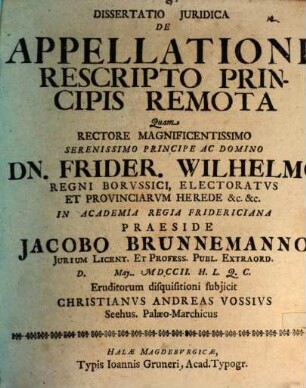 DISSERTATIO JURIDICA
DE
APPELLATIONE
RESCRIPTO PRIN-
CIPIS REMOTA
Quam
RECTORE MAGNIFICENTISSIMO
SERENISSIMO PRINCIPE AC DOMINO
DN. FRIDER. WILHELMO
REGNI BORVSSICI, ELECTORATVS
ET PROVINCIARVM HEREDE &c. &c.
IN ACADEMIA REGIA FRIDERICIANA
PRAESIDE
JACOBO BRUNNEMANNO
JURIUM LICENT. ET PROFESS. PUBL. EXTRAORD.
D. May. MDCCII. H. L. Q. C.
Eruditorum disquisitioni subjicit
CHRISTIANUS ANDREAS VOSSIUS
Seehus. Palæo-Marchicus
HALÆ MAGDEBVRGICÆ,
Typis Ioannis Gruneri, Acad. Typogr.